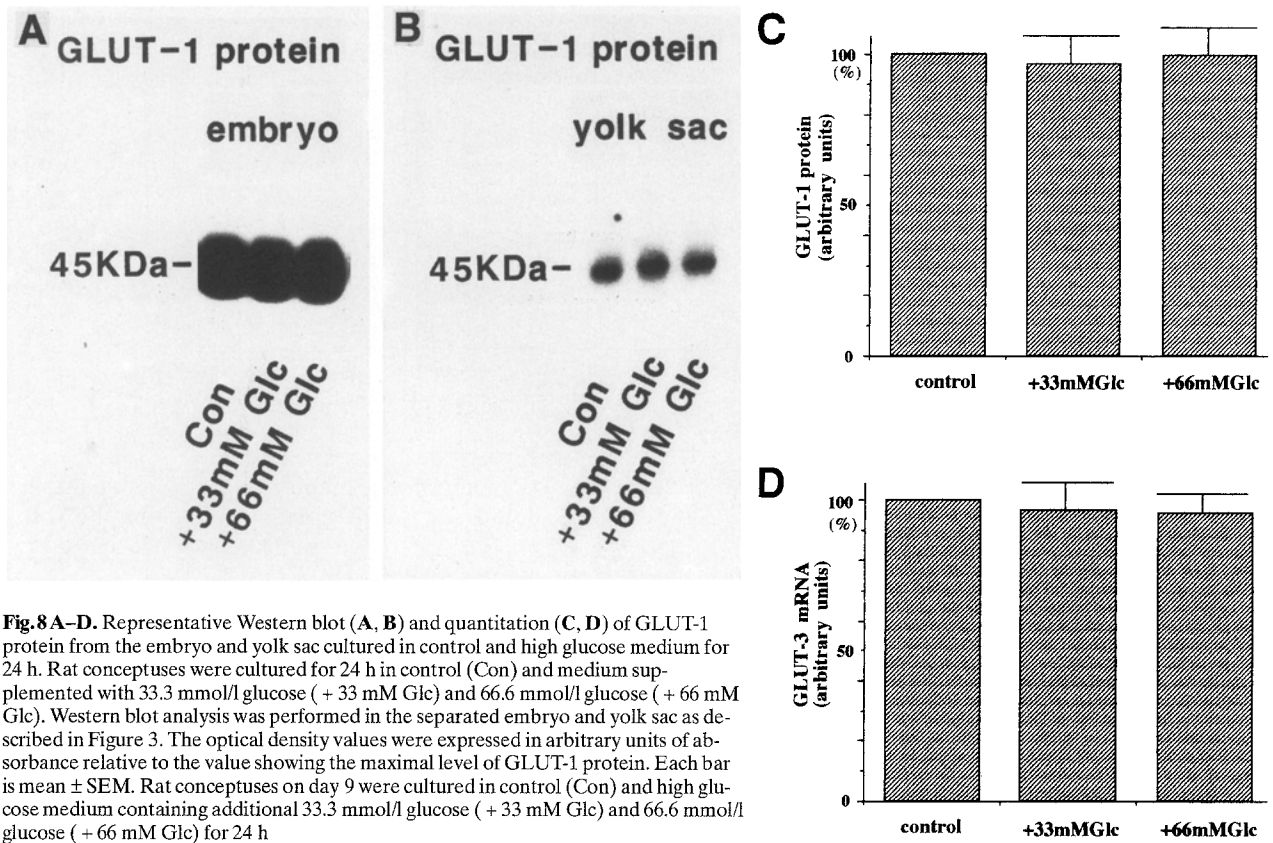 A
GLUT-1 protein
embryo
45KDa-
Con
+33mM Glc
+66mM Glc
B
GLUT-1 protein
yolk sac
45KDa-
Con
+33mM Glc
+66mM Glc
C
100
(%)
50
0
GLUT-1 protein
(arbitrary units)
control
+33mMGlc
+66mMGlc
D
100
(%)
50
0
GLUT-3 mRNA
(arbitrary units)
control
+33mMGlc
+66mMGlc
Fig. 8 A–D. Representative Western blot (A, B) and quantitation (C, D) of GLUT-1
protein from the embryo and yolk sac cultured in control and high glucose medium for
24 h. Rat conceptuses were cultured for 24 h in control (Con) and medium sup-
plemented with 33.3 mmol/l glucose ( + 33 mM Glc) and 66.6 mmol/l glucose ( + 66 mM
Glc). Western blot analysis was performed in the separated embryo and yolk sac as de-
scribed in Figure 3. The optical density values were expressed in arbitrary units of ab-
sorbance relative to the value showing the maximal level of GLUT-1 protein. Each bar
is mean ± SEM. Rat conceptuses on day 9 were cultured in control (Con) and high glu-
cose medium containing additional 33.3 mmol/l glucose ( + 33 mM Glc) and 66.6 mmol/l
glucose ( + 66 mM Glc) for 24 h